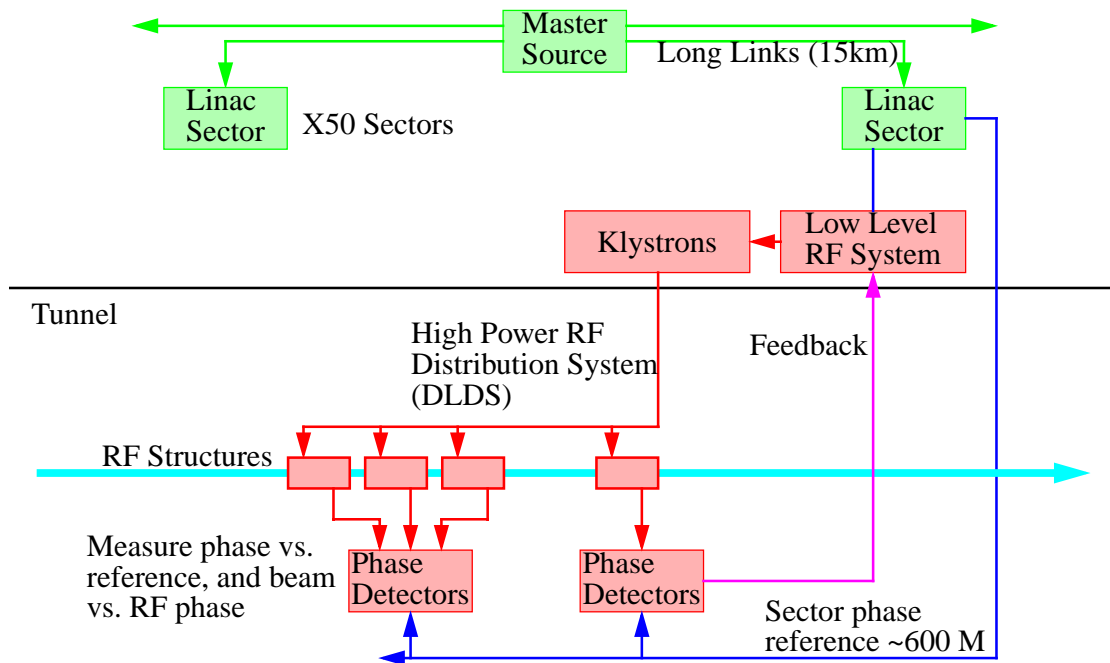 Master
Source
Long Links (15km)
Linac
Sector
X50 Sectors
Linac
Sector
Klystrons
Low Level
RF System
Tunnel
High Power RF
Distribution System
(DLDS)
Feedback
RF Structures
Measure phase vs.
reference, and beam
vs. RF phase
Phase
Detectors
Phase
Detectors
Sector phase
reference ~600 M